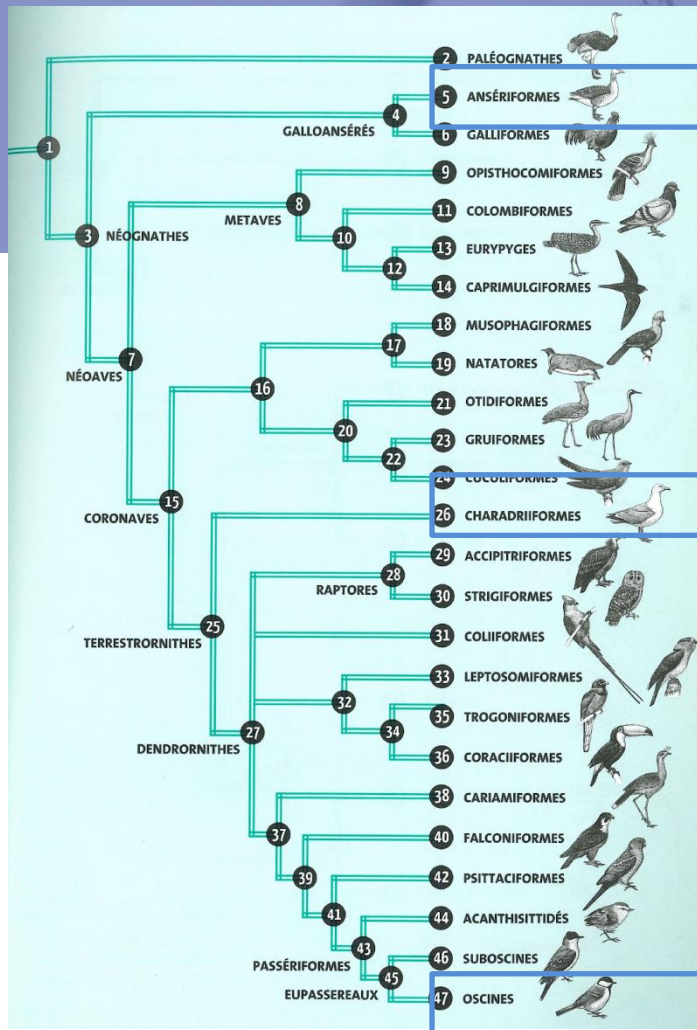 2 PALÉOGNATHES
5 ANSÉRIFORMES
4
GALLOANSÉRÉS
6 GALLIFORMES
1
9 OPISTHOCOMIFORMES
8
METAVES
11 COLOMBIFORMES
3 NÉOGNATHES
10
13 EURYPYGES
12
14 CAPRIMULGIFORMES
18 MUSOPHAGIFORMES
17
7
NÉOAVES
19 NATATORES
16
21 OTIDIFORMES
20
23 GRUIFORMES
22
24 CUCULIFORMES
15
CORONAVES
26 CHARADRIIFORMES
29 ACCIPITRIFORMES
28
RAPTORES
30 STRIGIFORMES
25
TERRESTRORNITHES
31 COLIIFORMES
33 LEPTOSOMIFORMES
32
35 TROGONIFORMES
34
27
DENDRORNITHES
36 CORACIIFORMES
38 CARIAMIFORMES
37
40 FALCONIFORMES
39
42 PSITTACIFORMES
41
44 ACANTHISITTIDÉS
43
PASSÉRIFORMES
46 SUBOSCINES
45
EUPASSEREAUX
47 OSCINES